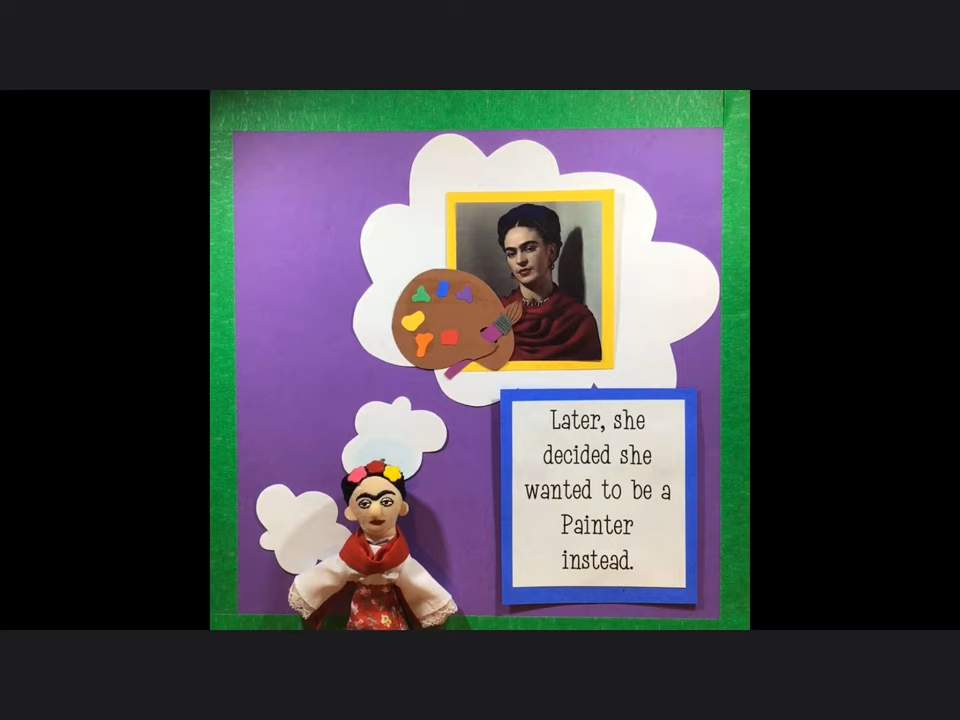 Later, she
decided she
wanted to be a
Painter
instead.